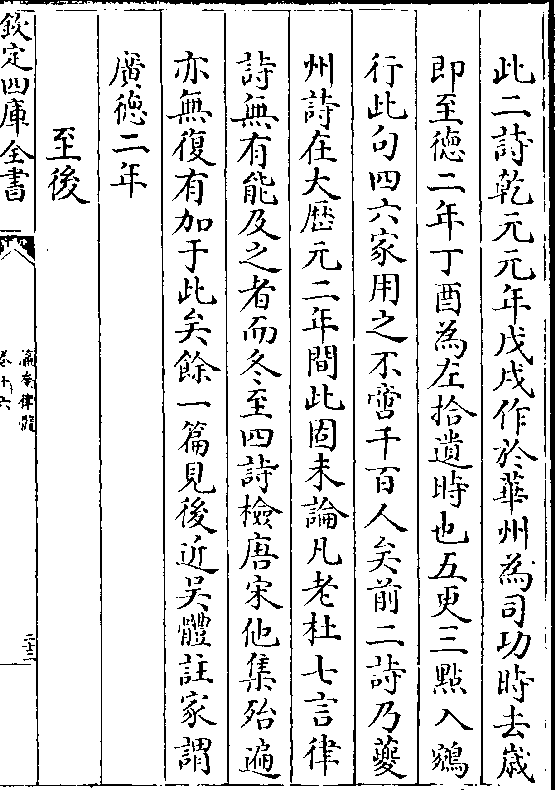 此二詩乾元元年戊戌作於華州為司功時去歲
即至德二年丁酉為左拾遺時也五更三點入鵷
行此句四六家用之不啻千百人矣前二詩乃夔
州詩在大歴元二年間此固未論凡老杜七言律
詩無有能及之者而冬至四詩檢唐宋他集殆遍
亦無復有加于此矣餘一篇見後近吳體註家謂
廣徳二年
至後
欽定四庫全書
瀛奎律髓
卷十六
二十三